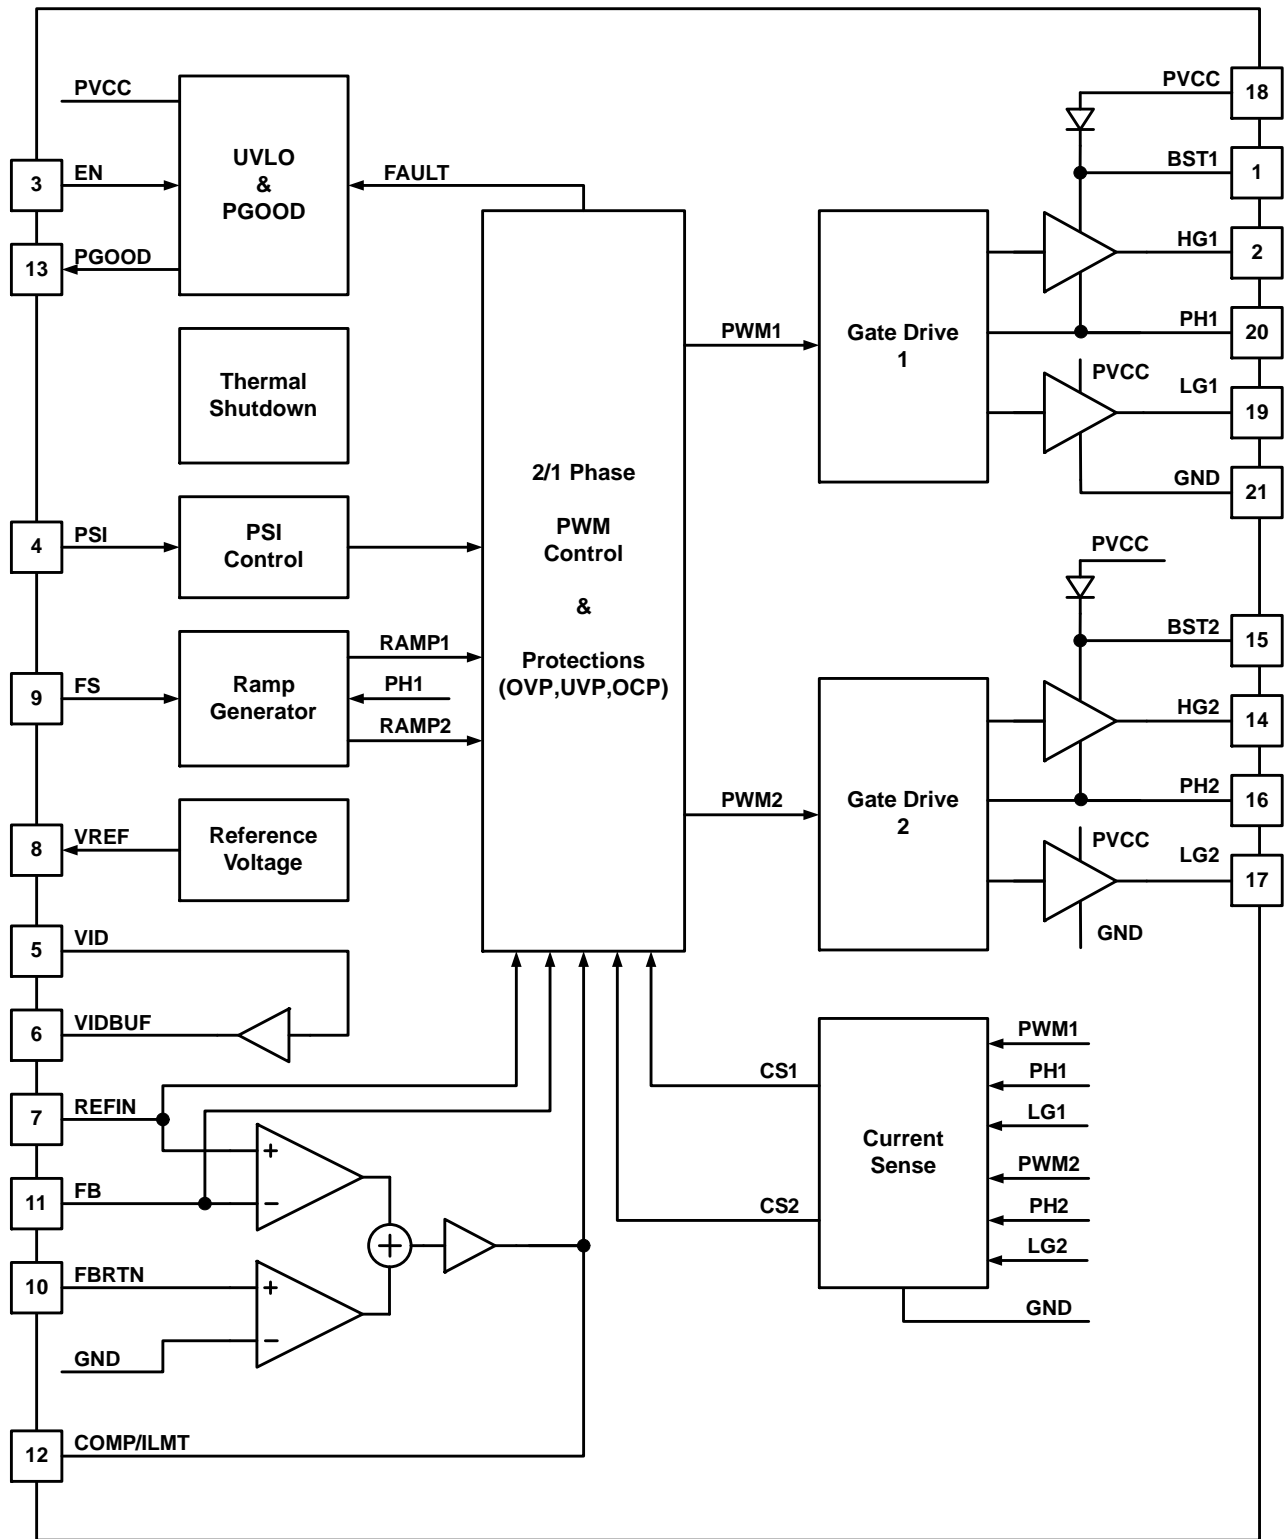 PVCC
3
EN
UVLO
&
PGOOD
FAULT
13
PGOOD
Thermal
Shutdown
4
PSI
PSI
Control
9
FS
Ramp
Generator
RAMP1
PH1
RAMP2
8
VREF
Reference
Voltage
5
VID
6
VIDBUF
7
REFIN
11
FB
10
FBRTN
GND
12
COMP/ILMT
+
−
+
−
+
2/1 Phase
PWM
Control
&
Protections
(OVP,UVP,OCP)
PWM1
Gate Drive
1
PWM2
Gate Drive
2
CS1
CS2
Current
Sense
PWM1
PH1
LG1
PWM2
PH2
LG2
GND
PVCC
18
BST1
1
HG1
2
PH1
20
PVCC
LG1
19
GND
21
PVCC
BST2
15
HG2
14
PH2
16
PVCC
LG2
17
GND